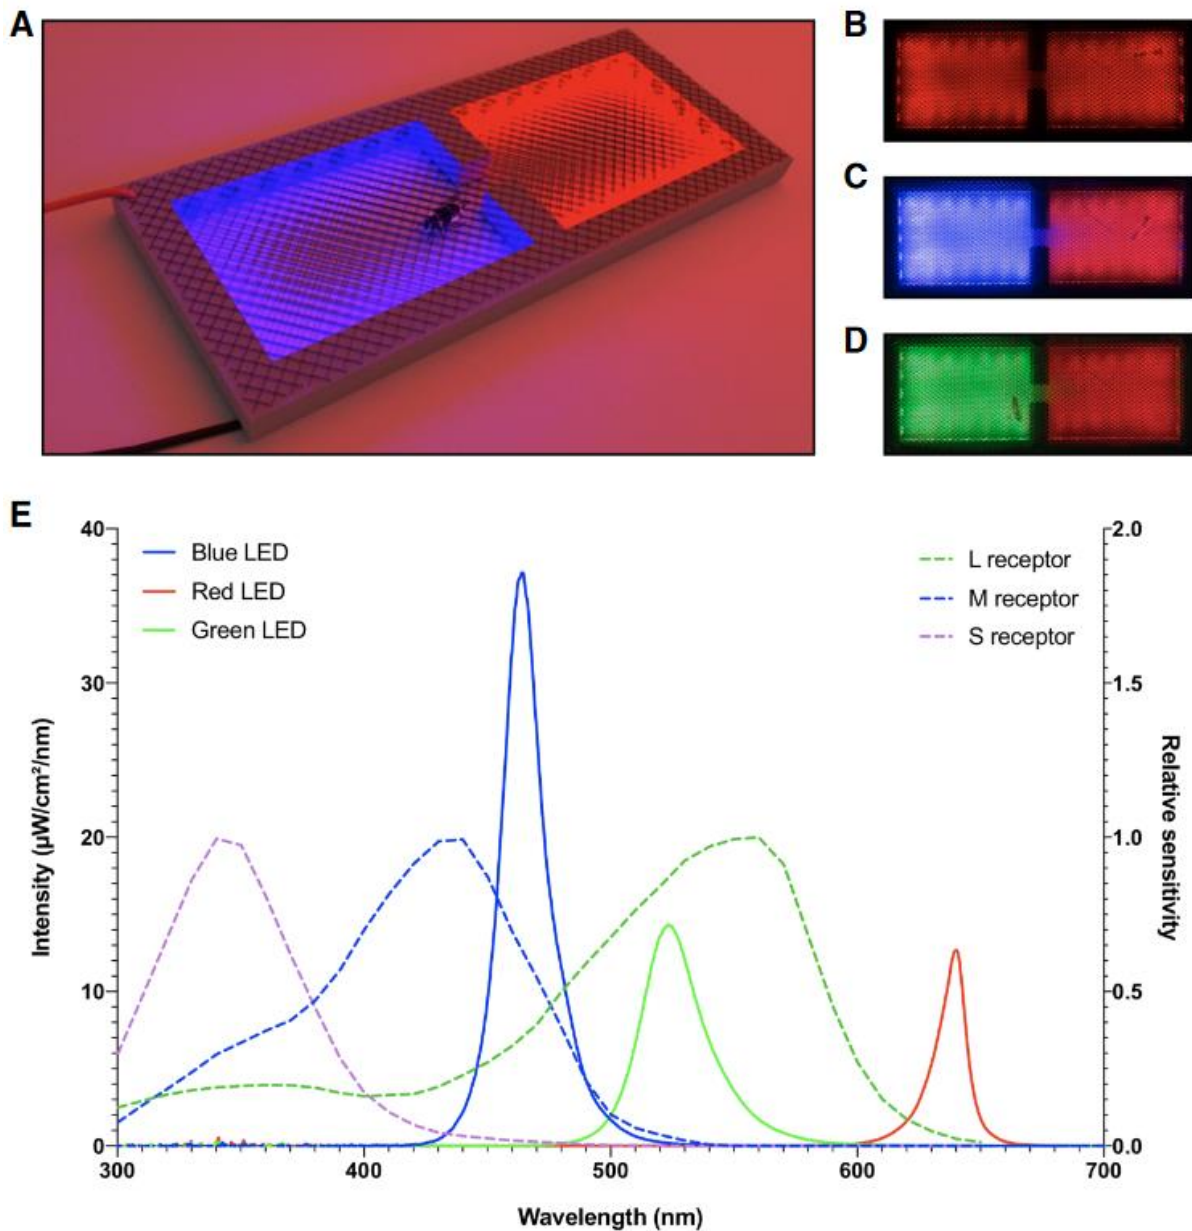 A
B
C
D
E
Blue LED
Red LED
Green LED
L receptor
M receptor
S receptor
40
30
20
10
0
2.0
1.5
1.0
0.5
0.0
300
400
500
600
700
Intensity (µW/cm²/nm)
Relative sensitivity
Wavelength (nm)